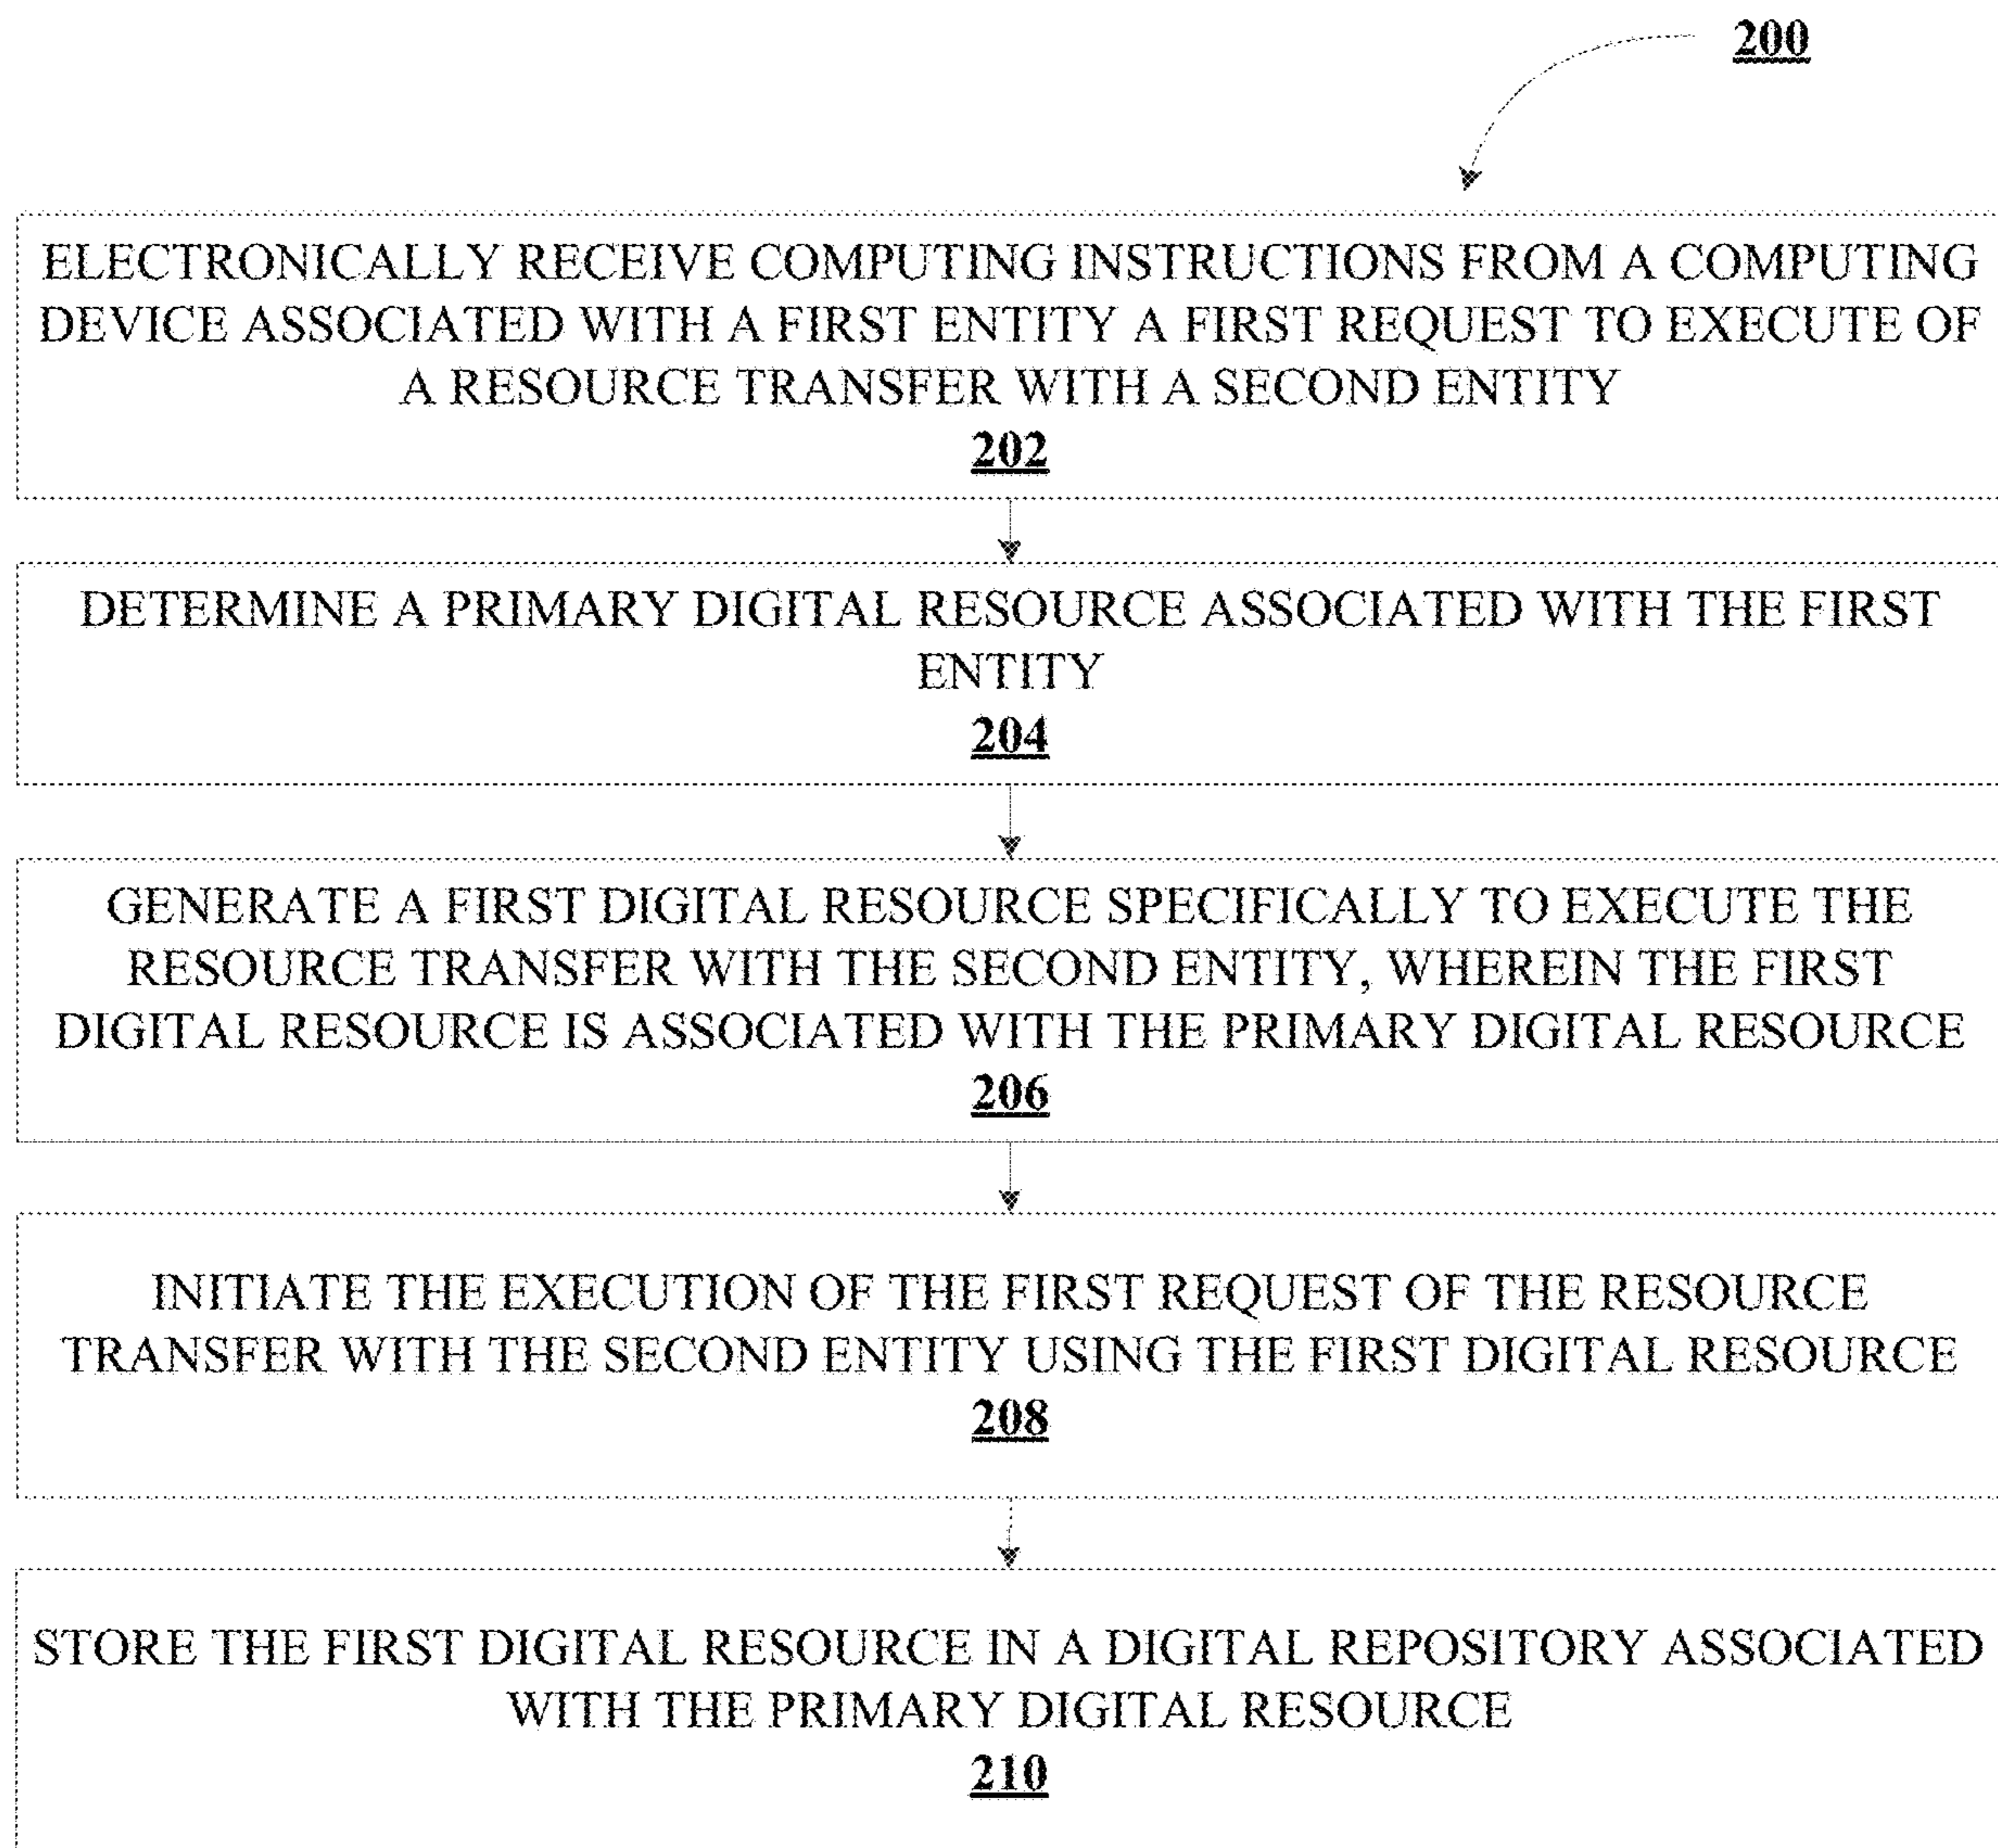 200
ELECTRONICALLY RECEIVE COMPUTING INSTRUCTIONS FROM A COMPUTING
DEVICE ASSOCIATED WITH A FIRST ENTITY A FIRST REQUEST TO EXECUTE OF
A RESOURCE TRANSFER WITH A SECOND ENTITY
202
DETERMINE A PRIMARY DIGITAL RESOURCE ASSOCIATED WITH THE FIRST
ENTITY
204
GENERATE A FIRST DIGITAL RESOURCE SPECIFICALLY TO EXECUTE THE
RESOURCE TRANSFER WITH THE SECOND ENTITY, WHEREIN THE FIRST
DIGITAL RESOURCE IS ASSOCIATED WITH THE PRIMARY DIGITAL RESOURCE
206
INITIATE THE EXECUTION OF THE FIRST REQUEST OF THE RESOURCE
TRANSFER WITH THE SECOND ENTITY USING THE FIRST DIGITAL RESOURCE
208
STORE THE FIRST DIGITAL RESOURCE IN A DIGITAL REPOSITORY ASSOCIATED
WITH THE PRIMARY DIGITAL RESOURCE
210